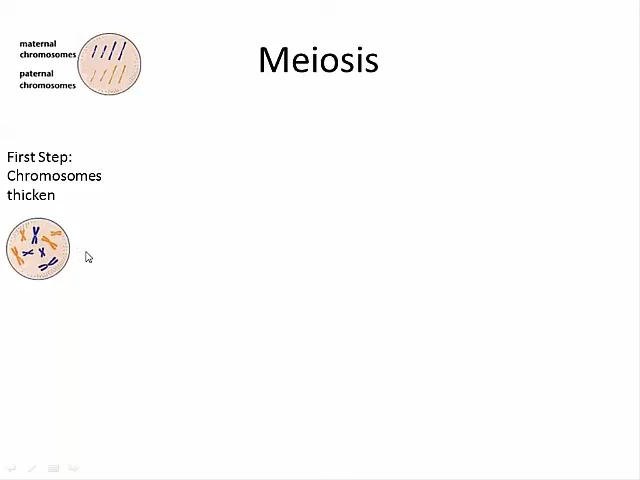 maternal
chromosomes
paternal
chromosomes
Meiosis
First Step:
Chromosomes
thicken